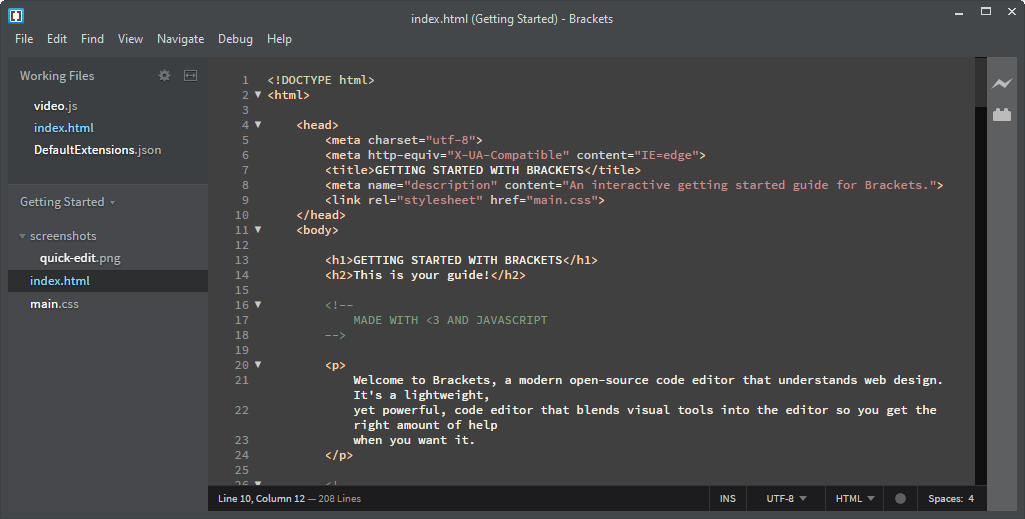 index.html (Getting Started) - Brackets
File Edit Find View Navigate Debug Help
Working Files
video.js
index.html
DefaultExtensions.json
Getting Started
screenshots
quick-edit.png
index.html
main.css
1 <!DOCTYPE html>
2 <html>
3
4 <head>
5 <meta charset="utf-8">
6 <meta http-equiv="X-UA-Compatible" content="IE=edge">
7 <title>GETTING STARTED WITH BRACKETS</title>
8 <meta name="description" content="An interactive getting started guide for Brackets.">
9 <link rel="stylesheet" href="main.css">
10 </head>
11 <body>
12
13 <h1>GETTING STARTED WITH BRACKETS</h1>
14 <h2>This is your guide!</h2>
15
16 <!--
17 MADE WITH <3 AND JAVASCRIPT
18 -->
19
20 <p>
21 Welcome to Brackets, a modern open-source code editor that understands web design.
It's a lightweight,
22 yet powerful, code editor that blends visual tools into the editor so you get the
right amount of help
23 when you want it.
24 </p>
25
26 <!--
Line 10, Column 12 — 208 Lines
INS UTF-8 HTML Spaces: 4